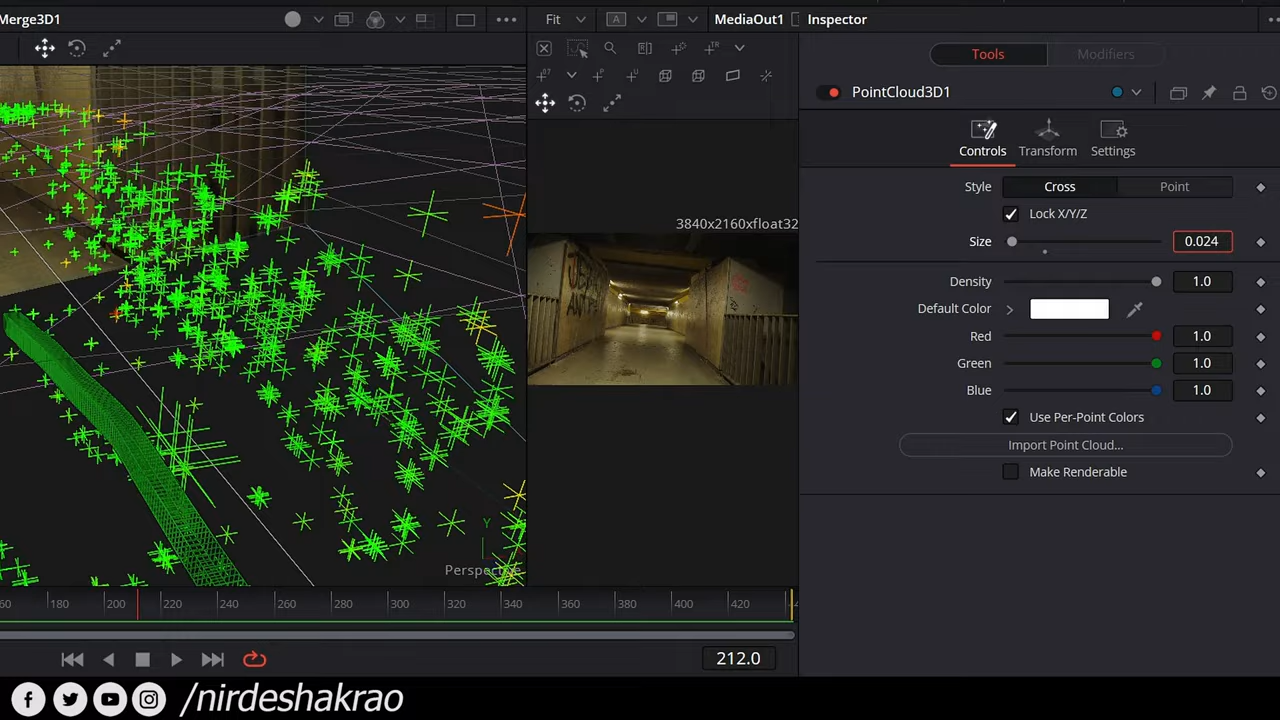 Merge3D1
Fit
A
MediaOut1
Inspector
Tools
Modifiers
PointCloud3D1
Controls
Transform
Settings
Style
Cross
Point
Lock X/Y/Z
3840x2160xfloat32
Size
0.024
Density
1.0
Default Color
Red
1.0
Green
1.0
Blue
1.0
Use Per-Point Colors
Import Point Cloud...
Make Renderable
Y
60
180
200
220
240
260
280
300
320
340
360
380
400
420
212.0
/nirdeshakrao